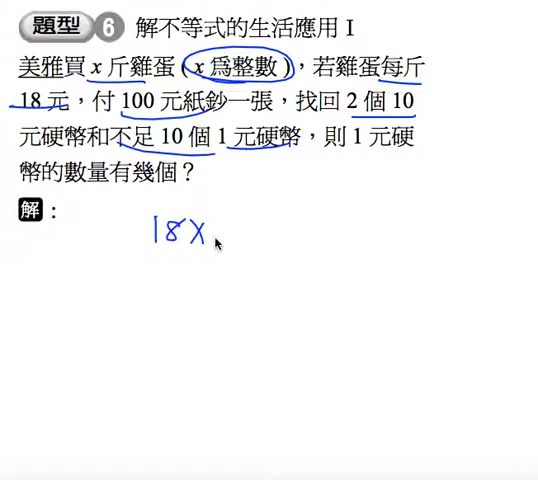 題型 6 解不等式的生活應用 I
美雅買 x 斤雞蛋 ( x 為整數 )，若雞蛋每斤
18 元，付 100 元紙鈔一張，找回 2 個 10
元硬幣和不足 10 個 1 元硬幣，則 1 元硬
幣的數量有幾個？
解：
18x